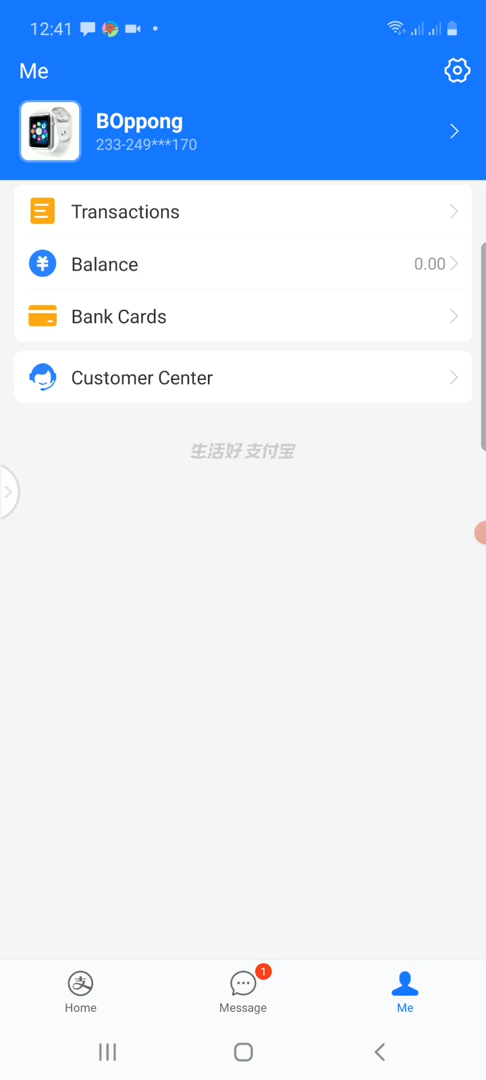 12:41
Me
BOppong
233-249***170
Transactions
Balance 0.00
Bank Cards
Customer Center
生活好 支付宝
1
Home Message Me